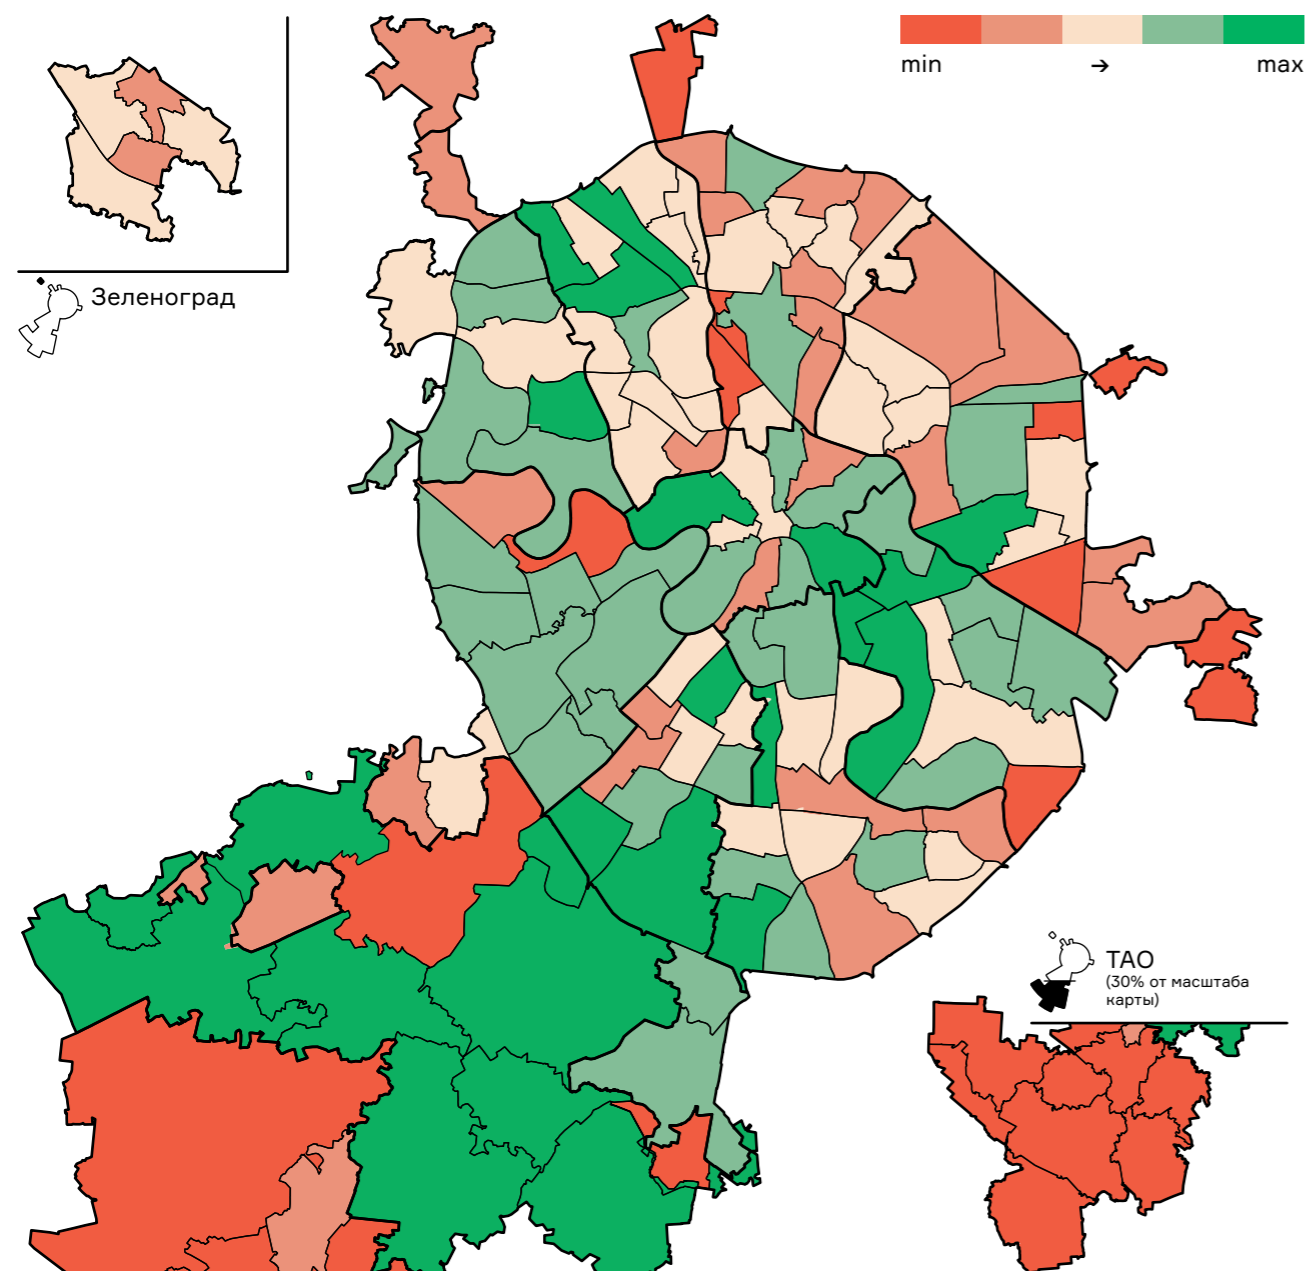 min → max
Зеленоград
ТАО
(30% от масштаба
карты)